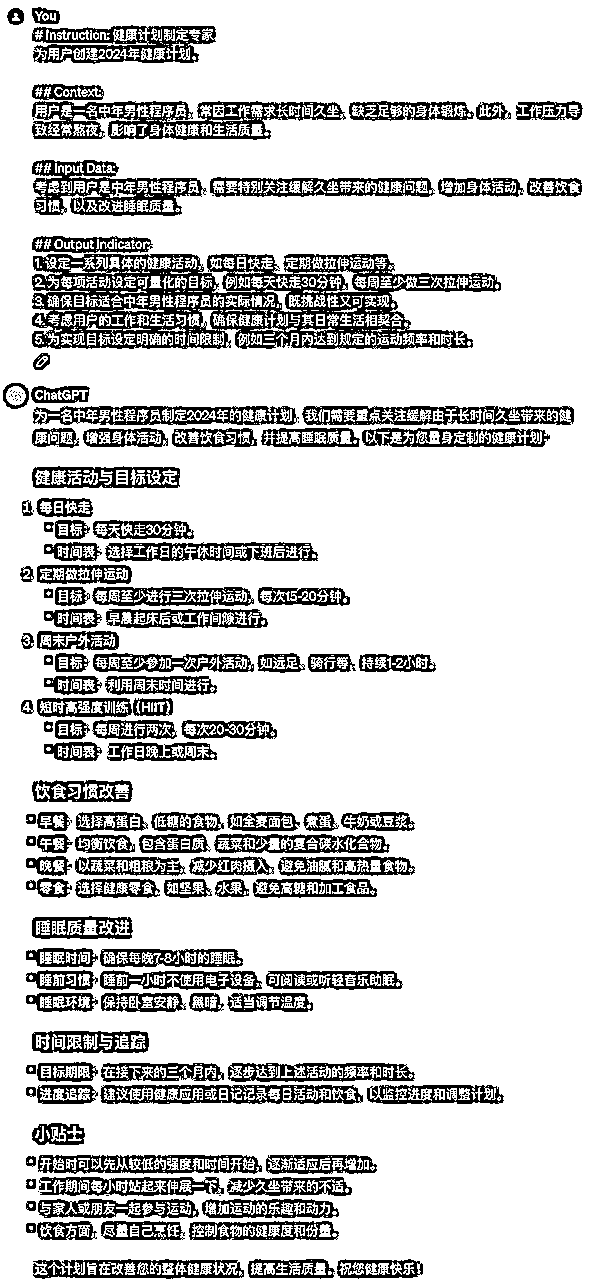 You
# Instruction: 健康计划制定专家
为用户创建2024年健康计划。
## Context:
用户是一名中年男性程序员，常因工作需求长时间久坐，缺乏足够的身体锻炼。此外，工作压力导
致经常熬夜，影响了身体健康和生活质量。
## Input Data:
考虑到用户是中年男性程序员，需要特别关注缓解久坐带来的健康问题，增加身体活动，改善饮食
习惯，以及改进睡眠质量。
## Output Indicator:
1. 设定一系列具体的健康活动，如每日快走、定期做拉伸运动等。
2. 为每项活动设定可量化的目标，例如每天快走30分钟，每周至少做三次拉伸运动。
3. 确保目标适合中年男性程序员的实际情况，既挑战性又可实现。
4. 考虑用户的工作和生活习惯，确保健康计划与其日常生活相契合。
5. 为实现目标设定明确的时间限制，例如三个月内达到规定的运动频率和时长。
ChatGPT
为一名中年男性程序员制定2024年的健康计划，我们需要重点关注缓解由于长时间久坐带来的健
康问题，增强身体活动，改善饮食习惯，并提高睡眠质量。以下是为您量身定制的健康计划：
健康活动与目标设定
1. 每日快走
目标：每天快走30分钟。
时间表：选择工作日的午休时间或下班后进行。
2. 定期做拉伸运动
目标：每周至少进行三次拉伸运动，每次15-20分钟。
时间表：早晨起床后或工作间隙进行。
3. 周末户外活动
目标：每周至少参加一次户外活动，如远足、骑行等，持续1-2小时。
时间表：利用周末时间进行。
4. 短时高强度训练（HIIT）
目标：每周进行两次，每次20-30分钟。
时间表：工作日晚上或周末。
饮食习惯改善
早餐：选择高蛋白、低糖的食物，如全麦面包、煮蛋、牛奶或豆浆。
午餐：均衡饮食，包含蛋白质、蔬菜和少量的复合碳水化合物。
晚餐：以蔬菜和粗粮为主，减少红肉摄入，避免油腻和高热量食物。
零食：选择健康零食，如坚果、水果，避免高糖和加工食品。
睡眠质量改进
睡眠时间：确保每晚7-8小时的睡眠。
睡前习惯：睡前一小时不使用电子设备，可阅读或听轻音乐助眠。
睡眠环境：保持卧室安静、黑暗，适当调节温度。
时间限制与追踪
目标期限：在接下来的三个月内，逐步达到上述活动的频率和时长。
进度追踪：建议使用健康应用或日记记录每日活动和饮食，以监控进度和调整计划。
小贴士
开始时可以先从较低的强度和时间开始，逐渐适应后再增加。
工作期间每小时站起来伸展一下，减少久坐带来的不适。
与家人或朋友一起参与运动，增加运动的乐趣和动力。
饮食方面，尽量自己烹饪，控制食物的健康度和份量。
这个计划旨在改善您的整体健康状况，提高生活质量。祝您健康快乐！